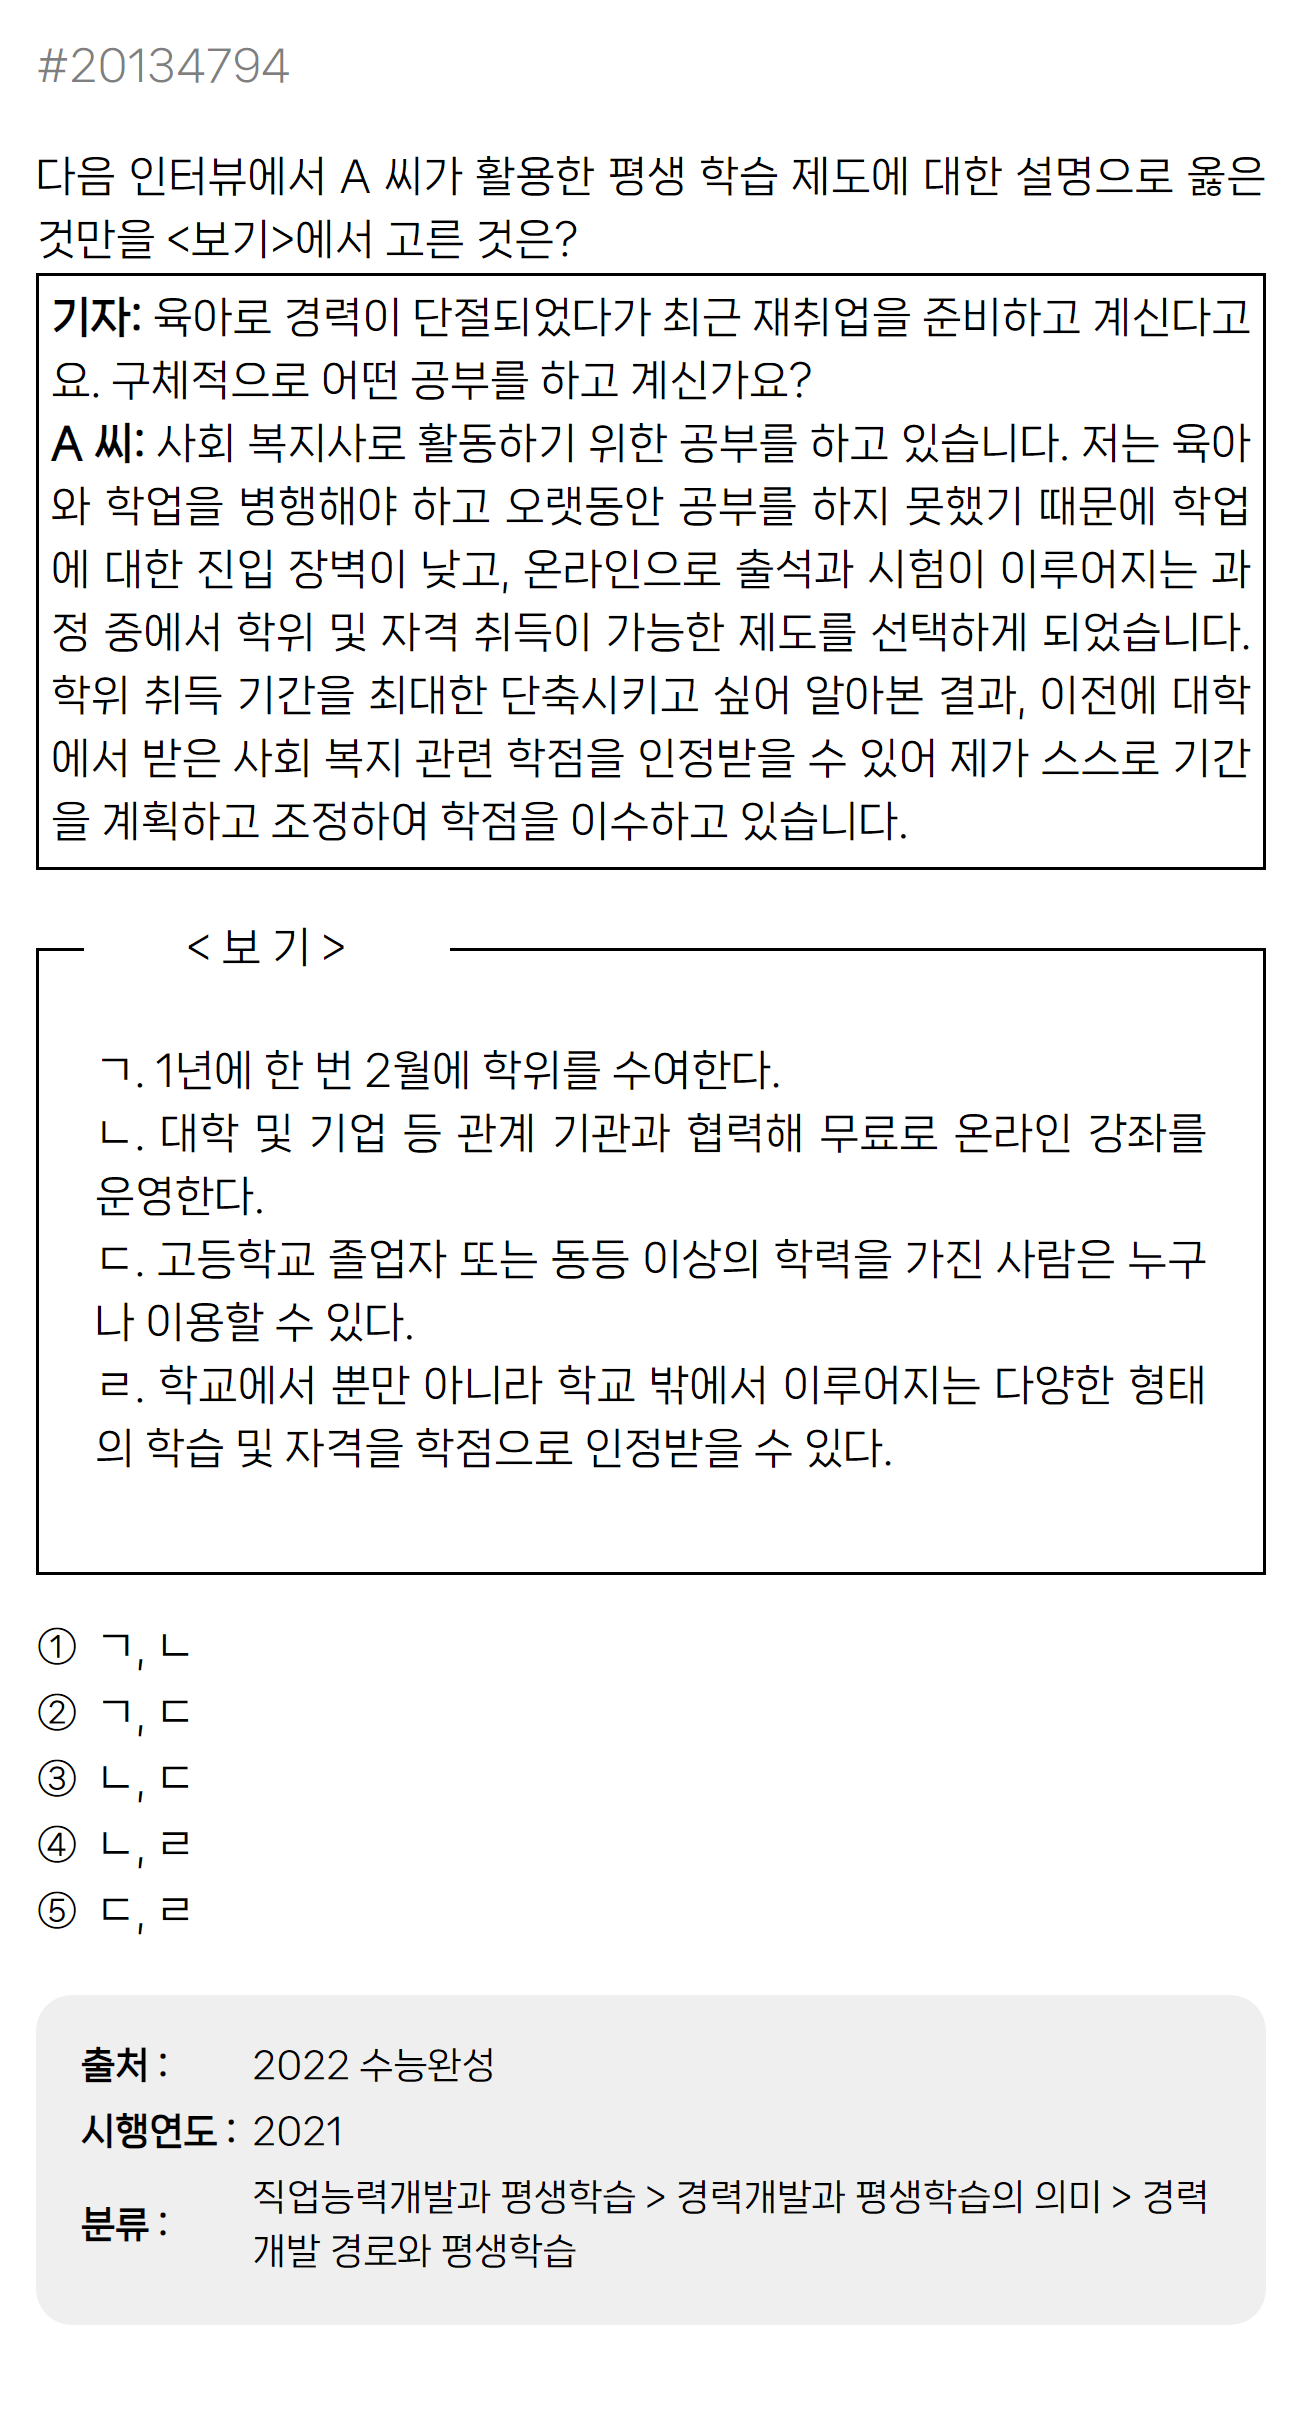 #20134794
다음 인터뷰에서 A 씨가 활용한 평생 학습 제도에 대한 설명으로 옳은
것만을 <보기>에서 고른 것은?
기자: 육아로 경력이 단절되었다가 최근 재취업을 준비하고 계신다고
요. 구체적으로 어떤 공부를 하고 계신가요?
A 씨: 사회 복지사로 활동하기 위한 공부를 하고 있습니다. 저는 육아
와 학업을 병행해야 하고 오랫동안 공부를 하지 못했기 때문에 학업
에 대한 진입 장벽이 낮고, 온라인으로 출석과 시험이 이루어지는 과
정 중에서 학위 및 자격 취득이 가능한 제도를 선택하게 되었습니다.
학위 취득 기간을 최대한 단축시키고 싶어 알아본 결과, 이전에 대학
에서 받은 사회 복지 관련 학점을 인정받을 수 있어 제가 스스로 기간
을 계획하고 조정하여 학점을 이수하고 있습니다.
< 보 기 >
ㄱ. 1년에 한 번 2월에 학위를 수여한다.
ㄴ. 대학 및 기업 등 관계 기관과 협력해 무료로 온라인 강좌를
운영한다.
ㄷ. 고등학교 졸업자 또는 동등 이상의 학력을 가진 사람은 누구
나 이용할 수 있다.
ㄹ. 학교에서 뿐만 아니라 학교 밖에서 이루어지는 다양한 형태
의 학습 및 자격을 학점으로 인정받을 수 있다.
① ㄱ, ㄴ
② ㄱ, ㄷ
③ ㄴ, ㄷ
④ ㄴ, ㄹ
⑤ ㄷ, ㄹ
출처 : 2022 수능완성
시행연도 : 2021
분류 : 직업능력개발과 평생학습 > 경력개발과 평생학습의 의미 > 경력
개발 경로와 평생학습